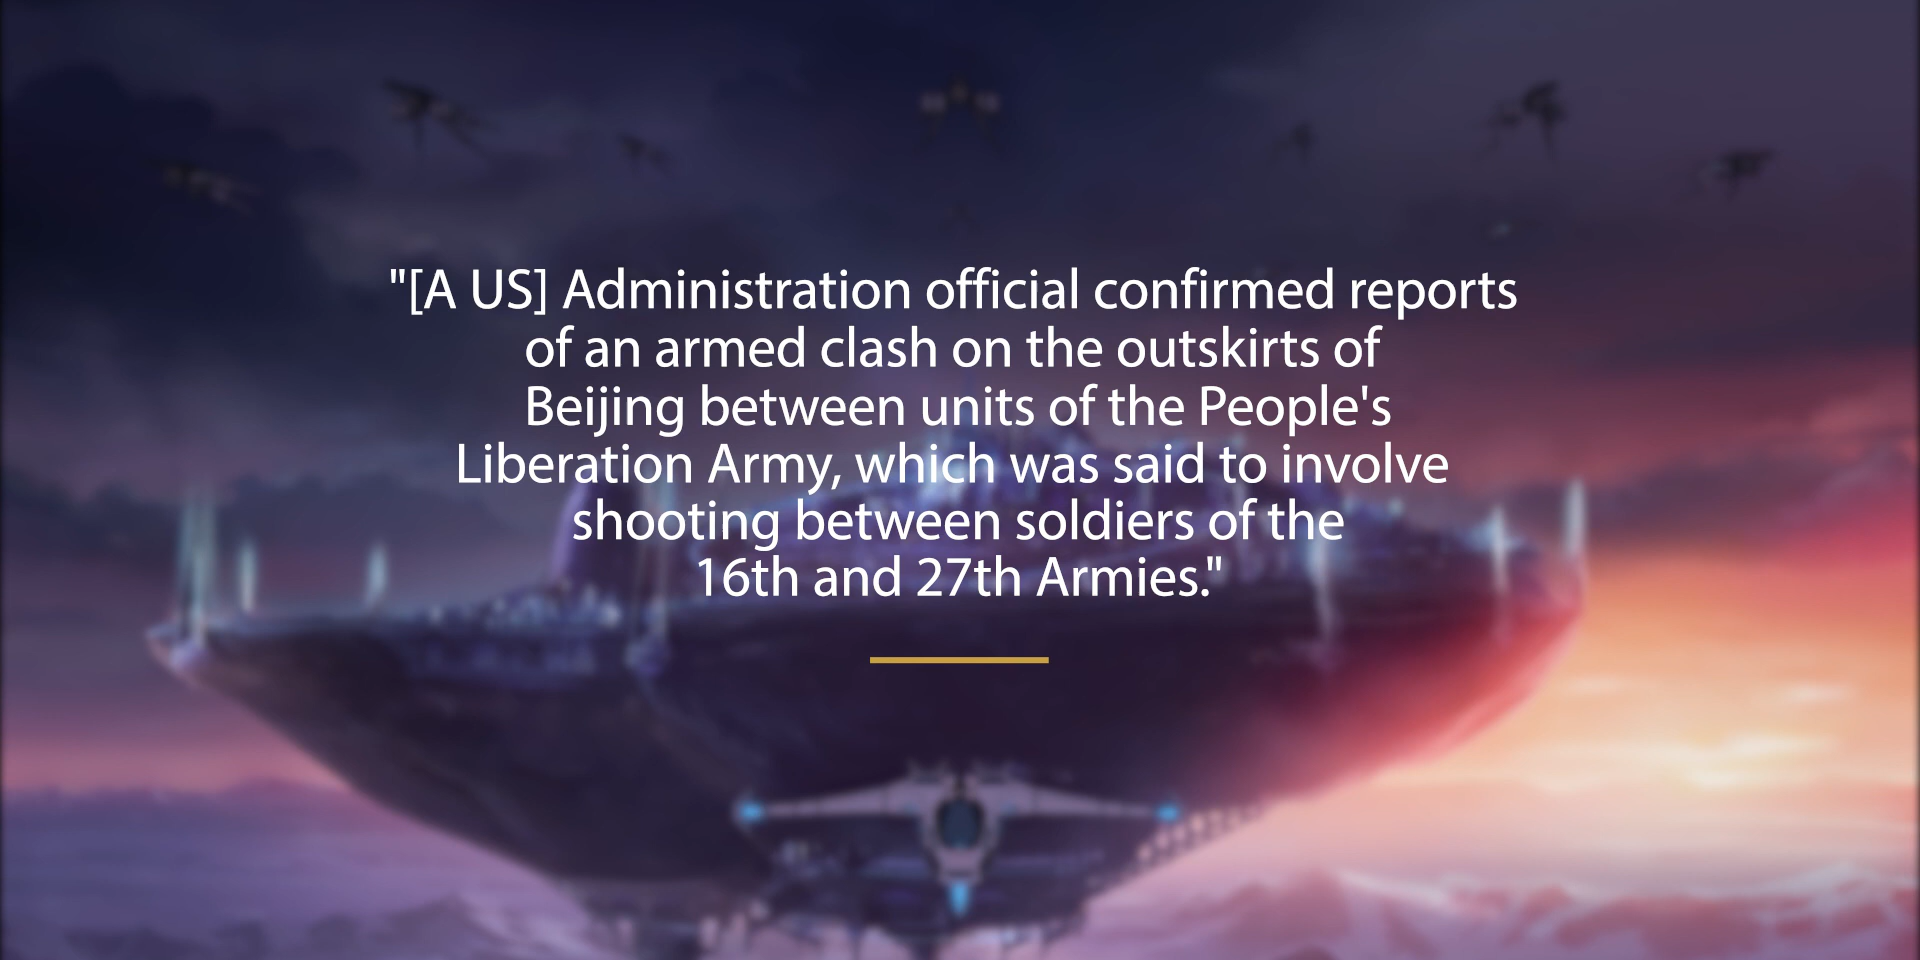 "[A US] Administration official confirmed reports
of an armed clash on the outskirts of
Beijing between units of the People's
Liberation Army, which was said to involve
shooting between soldiers of the
16th and 27th Armies."